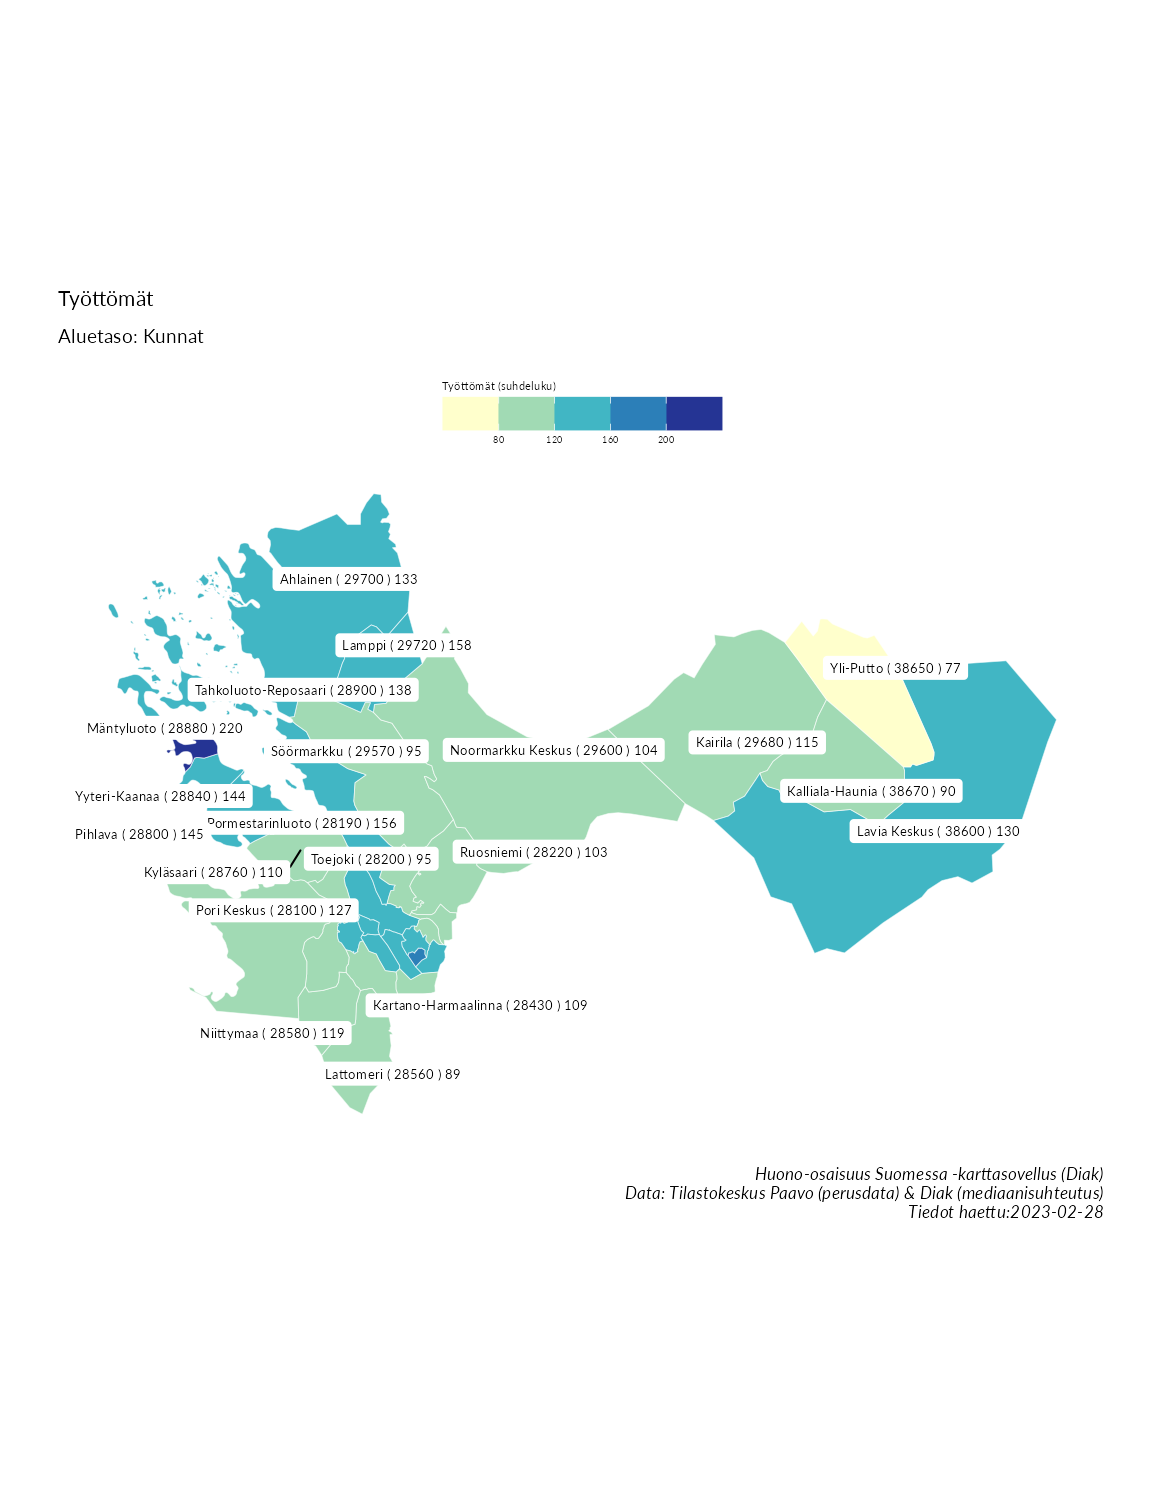 Työttömät
Aluetaso: Kunnat
Työttömät (suhdeluku)
80 120 160 200
Ahlainen ( 29700 ) 133
Lamppi ( 29720 ) 158
Yli-Putto ( 38650 ) 77
Tahkoluoto-Reposaari ( 28900 ) 138
Mäntyluoto ( 28880 ) 220
Kairila ( 29680 ) 115
Söörmarkku ( 29570 ) 95
Noormarkku Keskus ( 29600 ) 104
Kalliala-Haunia ( 38670 ) 90
Yyteri-Kaanaa ( 28840 ) 144
Pormestarinluoto ( 28190 ) 156
Lavia Keskus ( 38600 ) 130
Pihlava ( 28800 ) 145
Ruosniemi ( 28220 ) 103
Toejoki ( 28200 ) 95
Kyläsaari ( 28760 ) 110
Pori Keskus ( 28100 ) 127
Kartano-Harmaalinna ( 28430 ) 109
Niittymaa ( 28580 ) 119
Lattomeri ( 28560 ) 89
Huono-osaisuus Suomessa -karttasovellus (Diak)
Data: Tilastokeskus Paavo (perusdata) & Diak (mediaanisuhteutus)
Tiedot haettu:2023-02-28